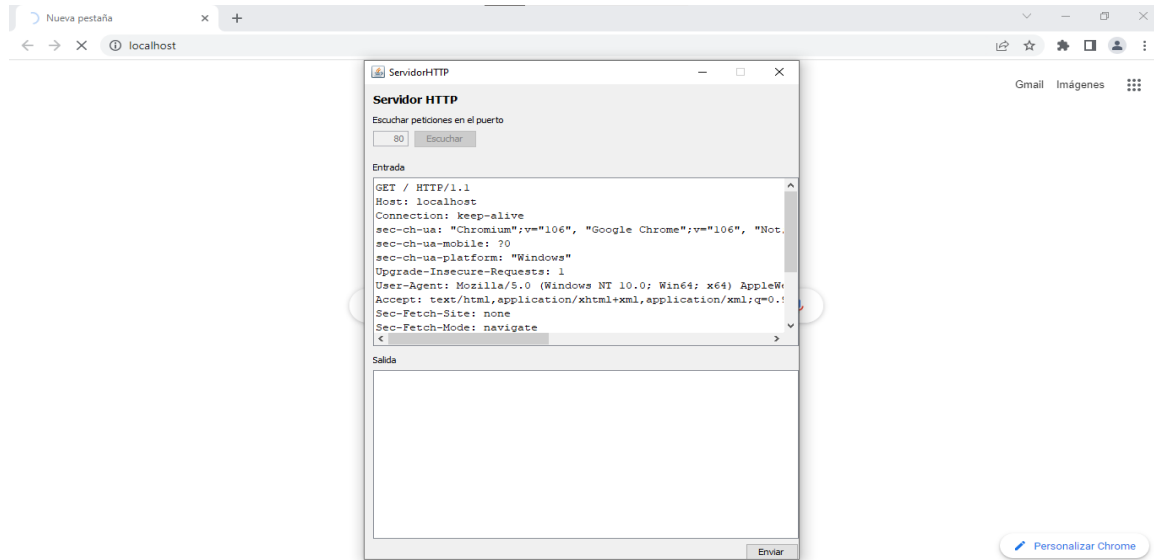 Nueva pestaña
localhost
Gmail Imágenes
ServidorHTTP
Servidor HTTP
Escuchar peticiones en el puerto
80 Escuchar
Entrada
GET / HTTP/1.1
Host: localhost
Connection: keep-alive
sec-ch-ua: "Chromium";v="106", "Google Chrome";v="106", "Not
sec-ch-ua-mobile: ?0
sec-ch-ua-platform: "Windows"
Upgrade-Insecure-Requests: 1
User-Agent: Mozilla/5.0 (Windows NT 10.0; Win64; x64) AppleWe
Accept: text/html,application/xhtml+xml,application/xml;q=0.9
Sec-Fetch-Site: none
Sec-Fetch-Mode: navigate
Salida
Enviar
Personalizar Chrome